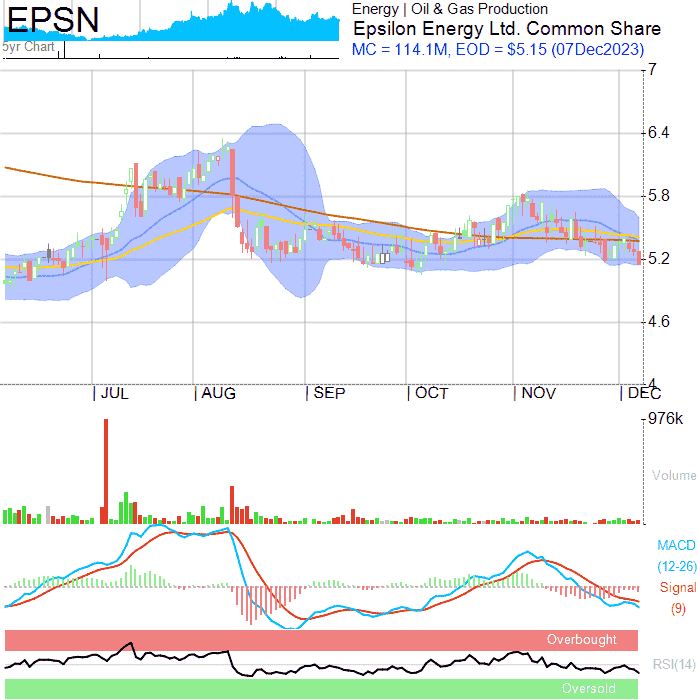 EPSN
5yr Chart
Energy | Oil & Gas Production
Epsilon Energy Ltd. Common Share
MC = 114.1M, EOD = $5.15 (07Dec2023)
7
6.4
5.8
5.2
4.6
4
JUL AUG SEP OCT NOV DEC
976k
Volume
MACD
(12-26)
Signal
(9)
Overbought
RSI(14)
Oversold